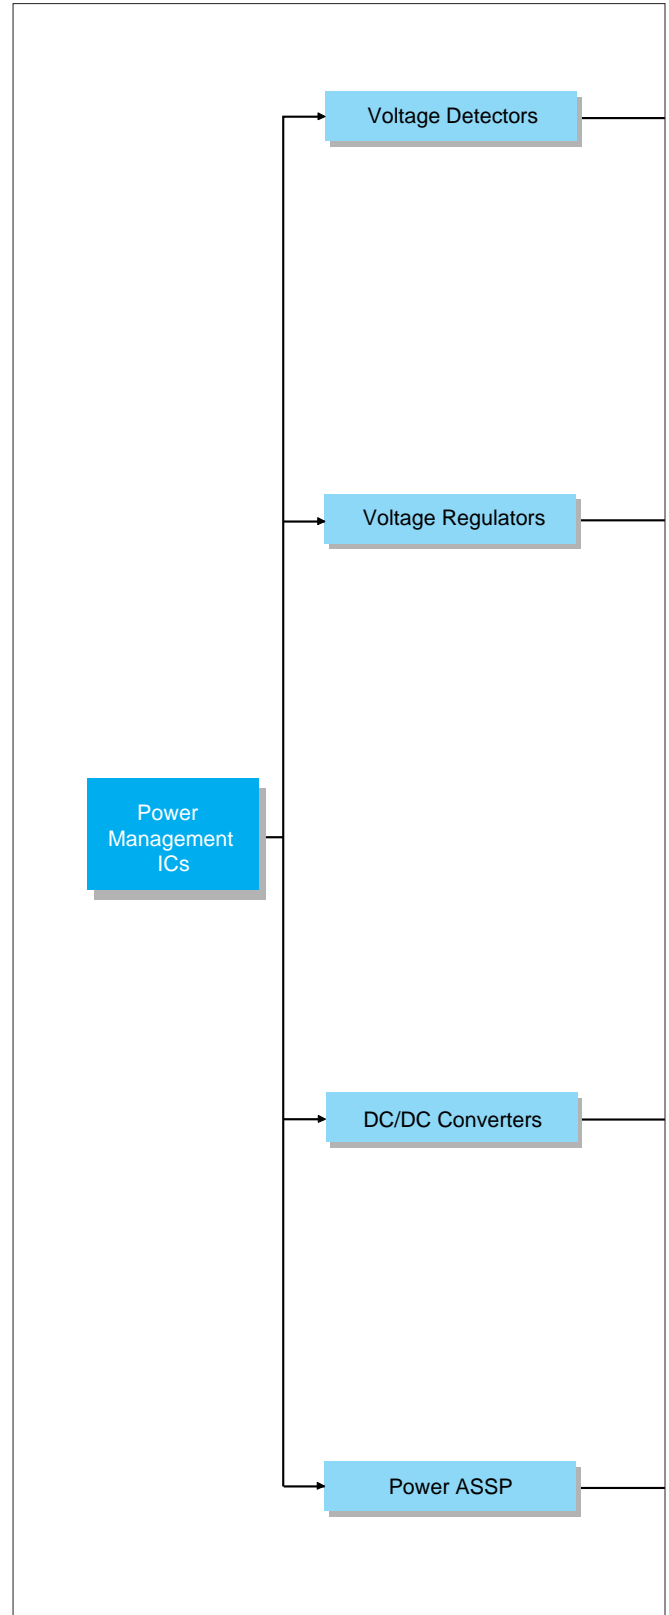 Voltage Detectors
Voltage Regulators
Power
Management
ICs
DC/DC Converters
Power ASSP